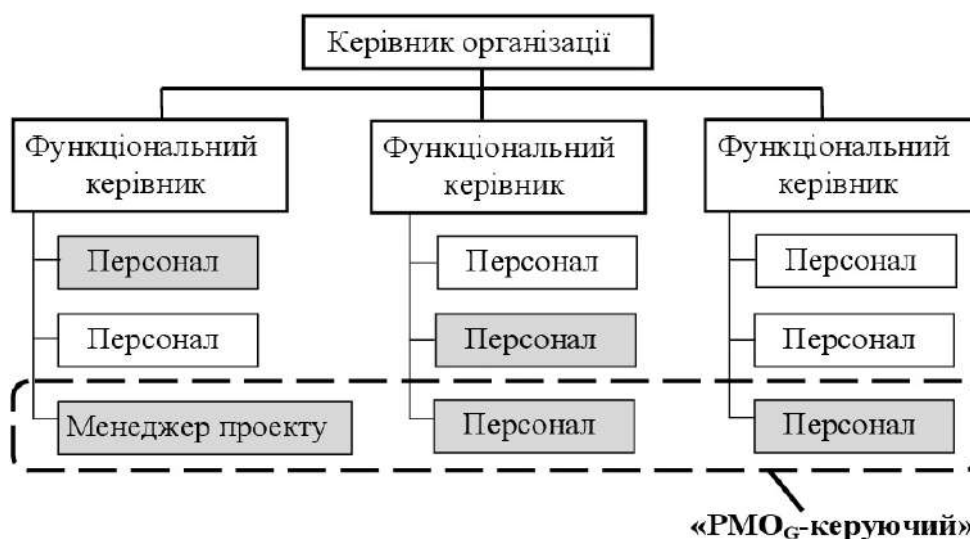 Керівник організації
Функціональний
керівник
Функціональний
керівник
Функціональний
керівник
Персонал
Персонал
Персонал
Персонал
Персонал
Персонал
Менеджер проекту
Персонал
Персонал
«PMOG-керуючий»